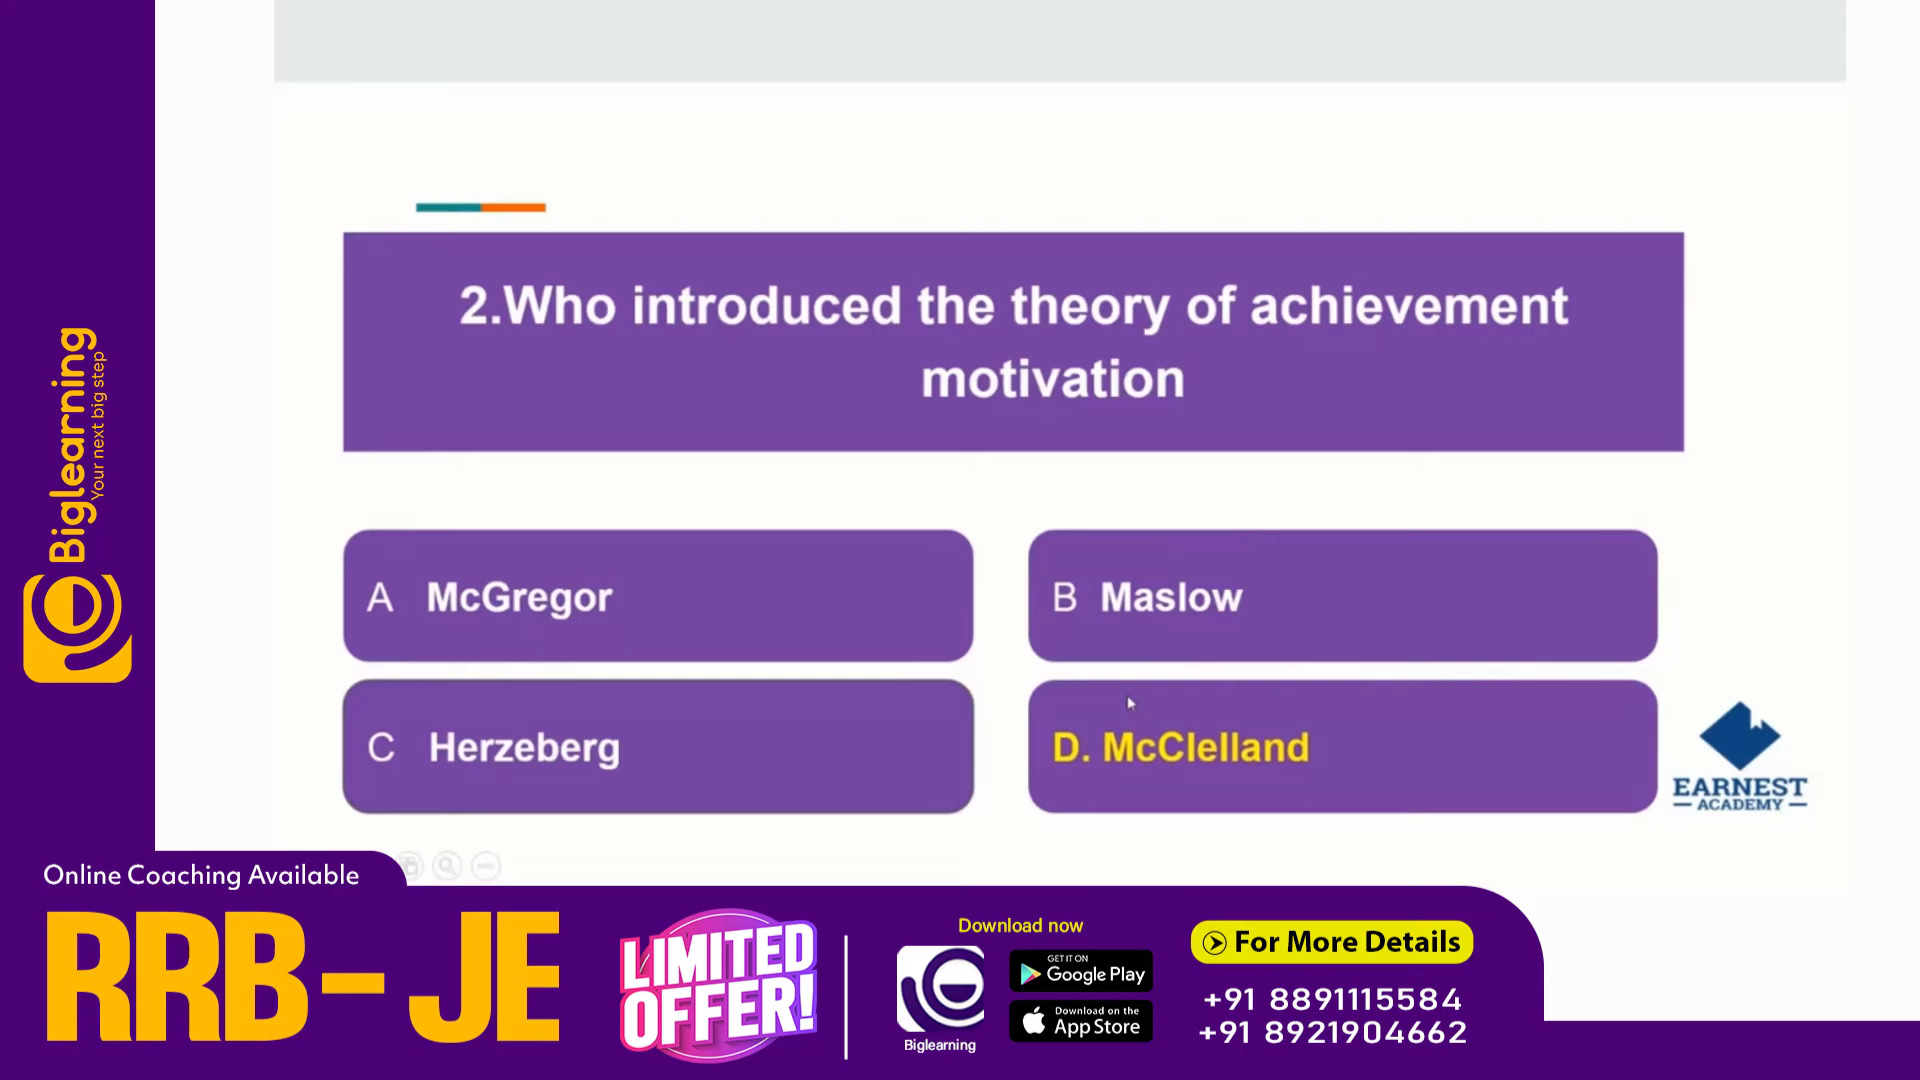 2.Who introduced the theory of achievement
motivation
A McGregor
B Maslow
C Herzeberg
D. McClelland
EARNEST
ACADEMY
Biglearning
Your next big step
Online Coaching Available
RRB-JE
LIMITED
OFFER!
Download now
Biglearning
GET IT ON
Google Play
Download on the
App Store
For More Details
+91 8891115584
+91 8921904662